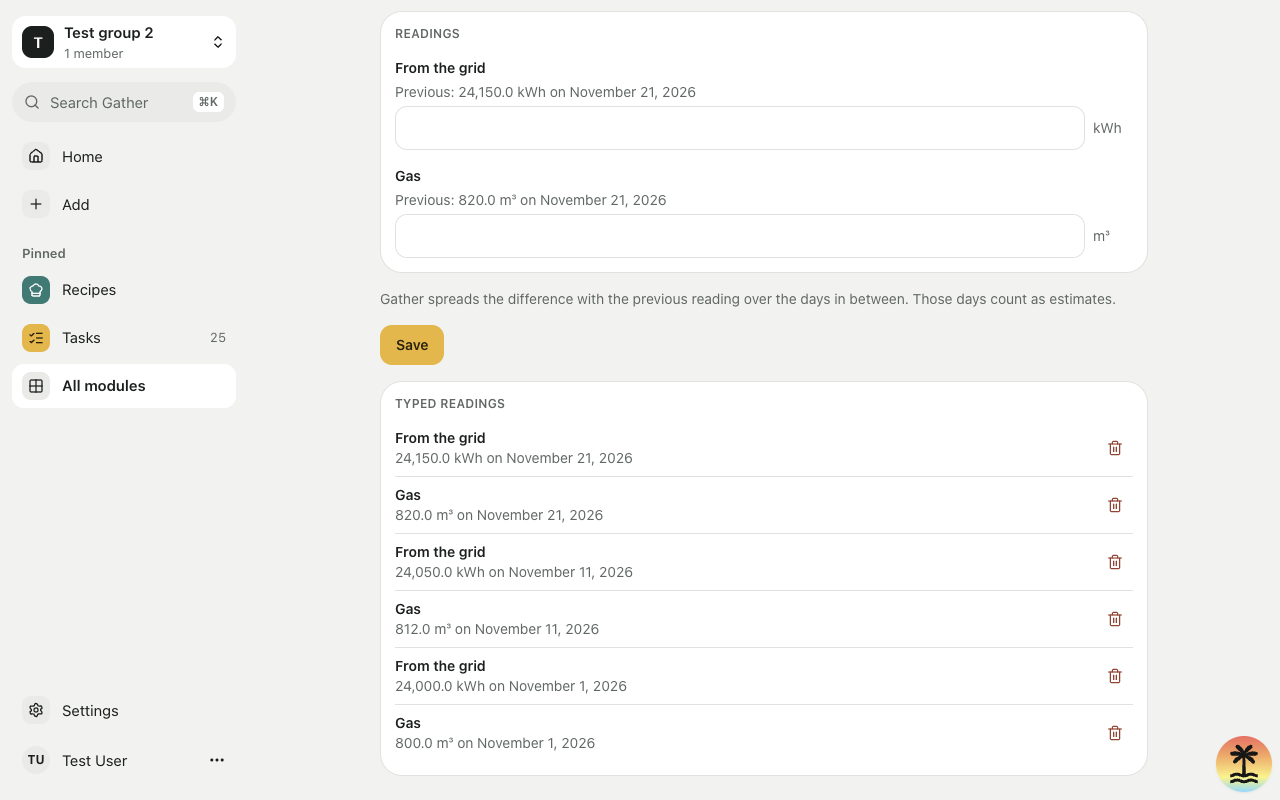 T
Test group 2
1 member
Search Gather
⌘K
Home
Add
Pinned
Recipes
Tasks
25
All modules
Settings
TU
Test User
READINGS
From the grid
Previous: 24,150.0 kWh on November 21, 2026
kWh
Gas
Previous: 820.0 m³ on November 21, 2026
m³
Gather spreads the difference with the previous reading over the days in between. Those days count as estimates.
Save
TYPED READINGS
From the grid
24,150.0 kWh on November 21, 2026
Gas
820.0 m³ on November 21, 2026
From the grid
24,050.0 kWh on November 11, 2026
Gas
812.0 m³ on November 11, 2026
From the grid
24,000.0 kWh on November 1, 2026
Gas
800.0 m³ on November 1, 2026